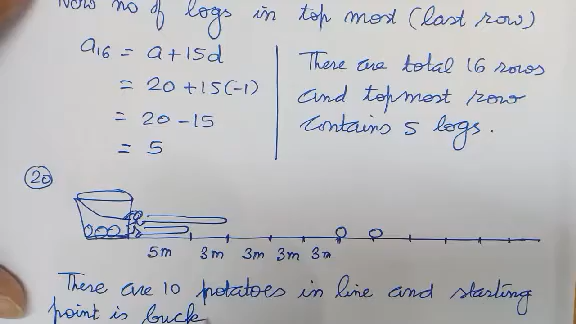 Now no of logs in top most (last row)
a16 = a + 15d
= 20 + 15(-1)
= 20 - 15
= 5
There are total 16 rows
and topmost row
contains 5 logs.
20
5m 3m 3m 3m 3m
There are 10 potatoes in line and starting
point is buck